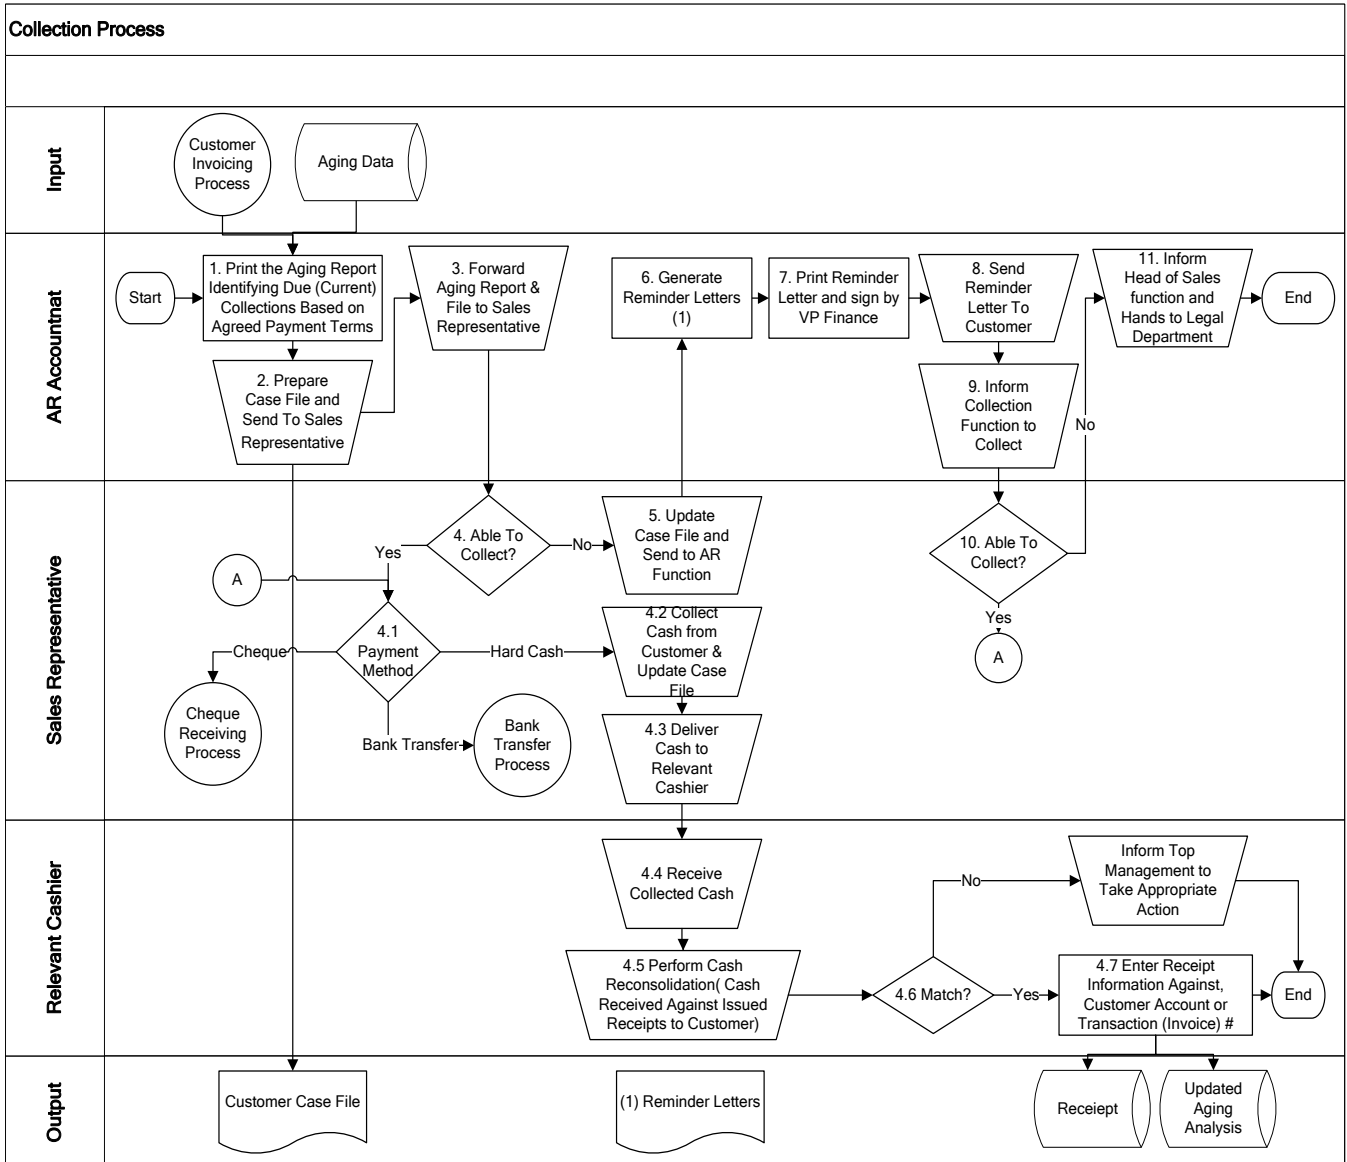 Collection Process
Input
Customer
Invoicing
Process
Aging Data
AR Accountnat
Start
1. Print the Aging Report
Identifying Due (Current)
Collections Based on
Agreed Payment Terms
2. Prepare
Case File and
Send To Sales
Representative
3. Forward
Aging Report &
File to Sales
Representative
6. Generate
Reminder Letters
(1)
7. Print Reminder
Letter and sign by
VP Finance
8. Send
Reminder
Letter To
Customer
9. Inform
Collection
Function to
Collect
No
11. Inform
Head of Sales
function and
Hands to Legal
Department
End
Sales Representative
4. Able To
Collect?
Yes
No
5. Update
Case File and
Send to AR
Function
10. Able To
Collect?
Yes
A
A
4.1
Payment
Method
Cheque
Hard Cash
Bank Transfer
Cheque
Receiving
Process
Bank
Transfer
Process
4.2 Collect
Cash from
Customer &
Update Case
File
4.3 Deliver
Cash to
Relevant
Cashier
Relevant Cashier
4.4 Receive
Collected Cash
4.5 Perform Cash
Reconsolidation( Cash
Received Against Issued
Receipts to Customer)
4.6 Match?
No
Yes
Inform Top
Management to
Take Appropriate
Action
4.7 Enter Receipt
Information Against,
Customer Account or
Transaction (Invoice) #
End
Output
Customer Case File
(1) Reminder Letters
Receiept
Updated
Aging
Analysis